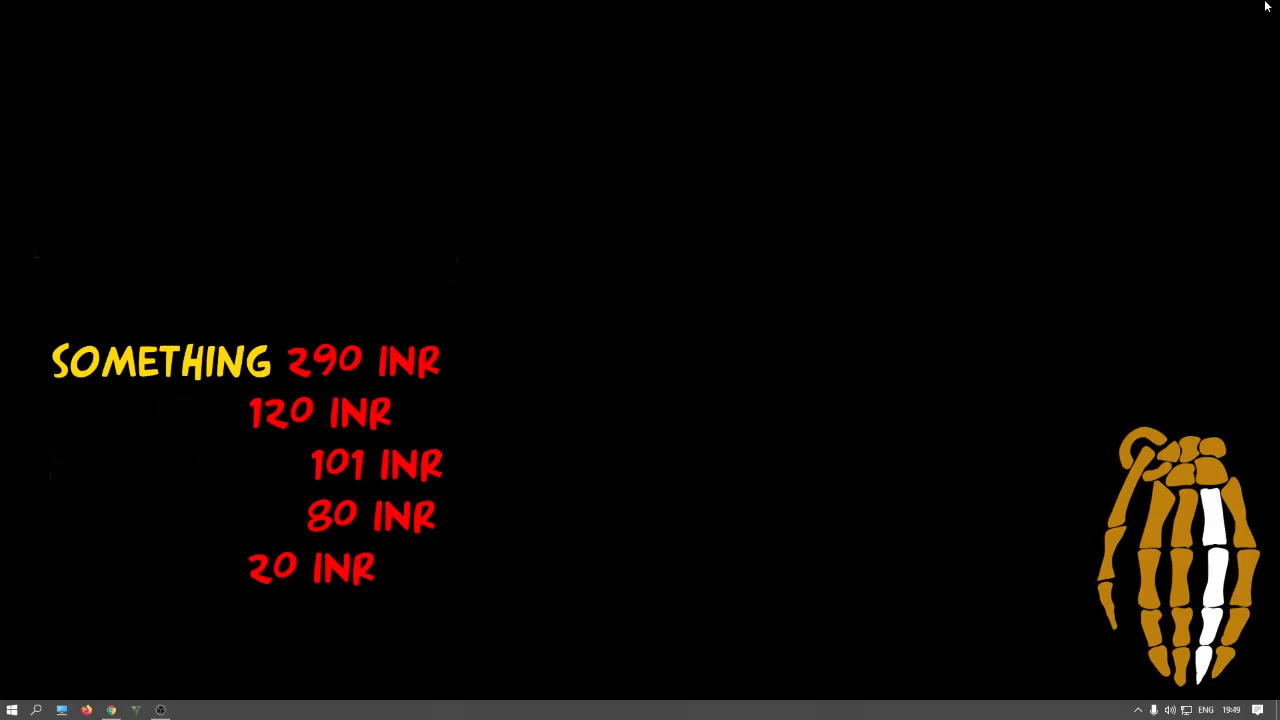 SOMETHING 290 INR
120 INR
101 INR
80 INR
20 INR
ENG 19:49